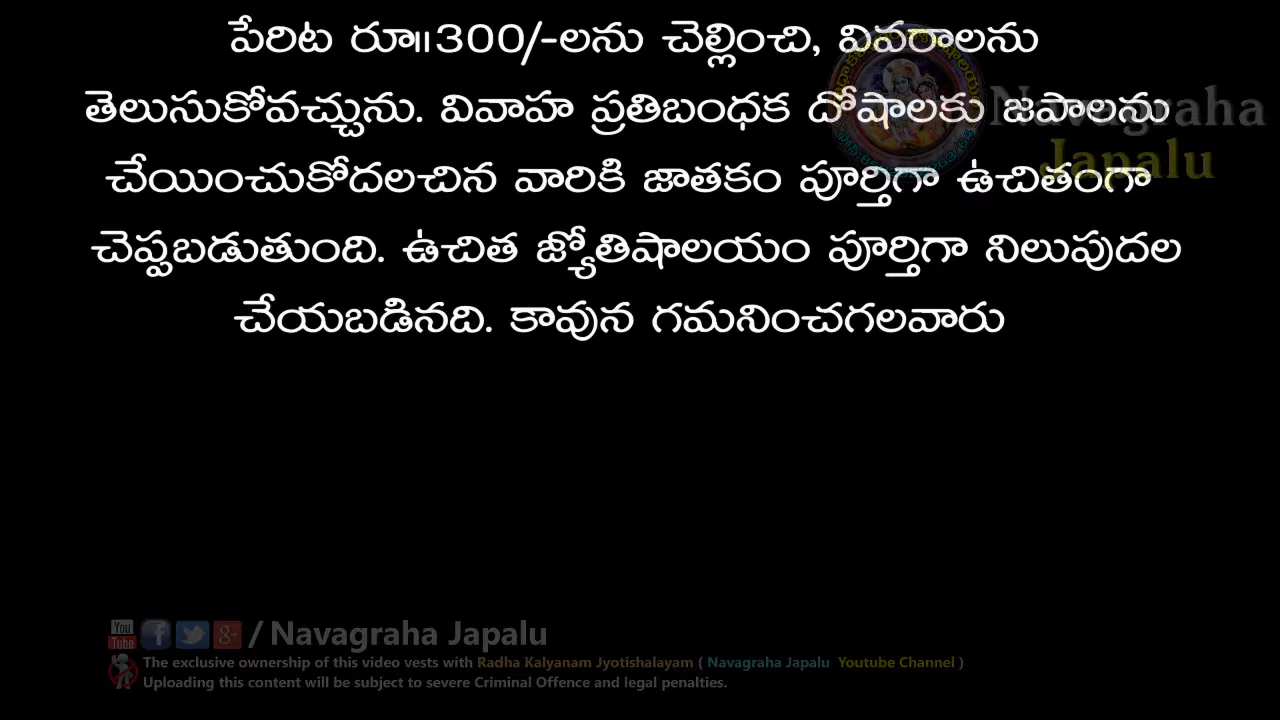 పేరిట రూ॥300/-లను చెల్లించి, వివరాలను
తెలుసుకోవచ్చును. వివాహ ప్రతిబంధక దోషాలకు జపాలను
చేయించుకోదలచిన వారికి జాతకం పూర్తిగా ఉచితంగా
చెప్పబడుతుంది. ఉచిత జ్యోతిషాలయం పూర్తిగా నిలుపుదల
చేయబడినది. కావున గమనించగలవారు
Navagraha
Japalu
You
Tube
/ Navagraha Japalu
The exclusive ownership of this video vests with Radha Kalyanam Jyotishalayam ( Navagraha Japalu Youtube Channel )
Uploading this content will be subject to severe Criminal Offence and legal penalties.